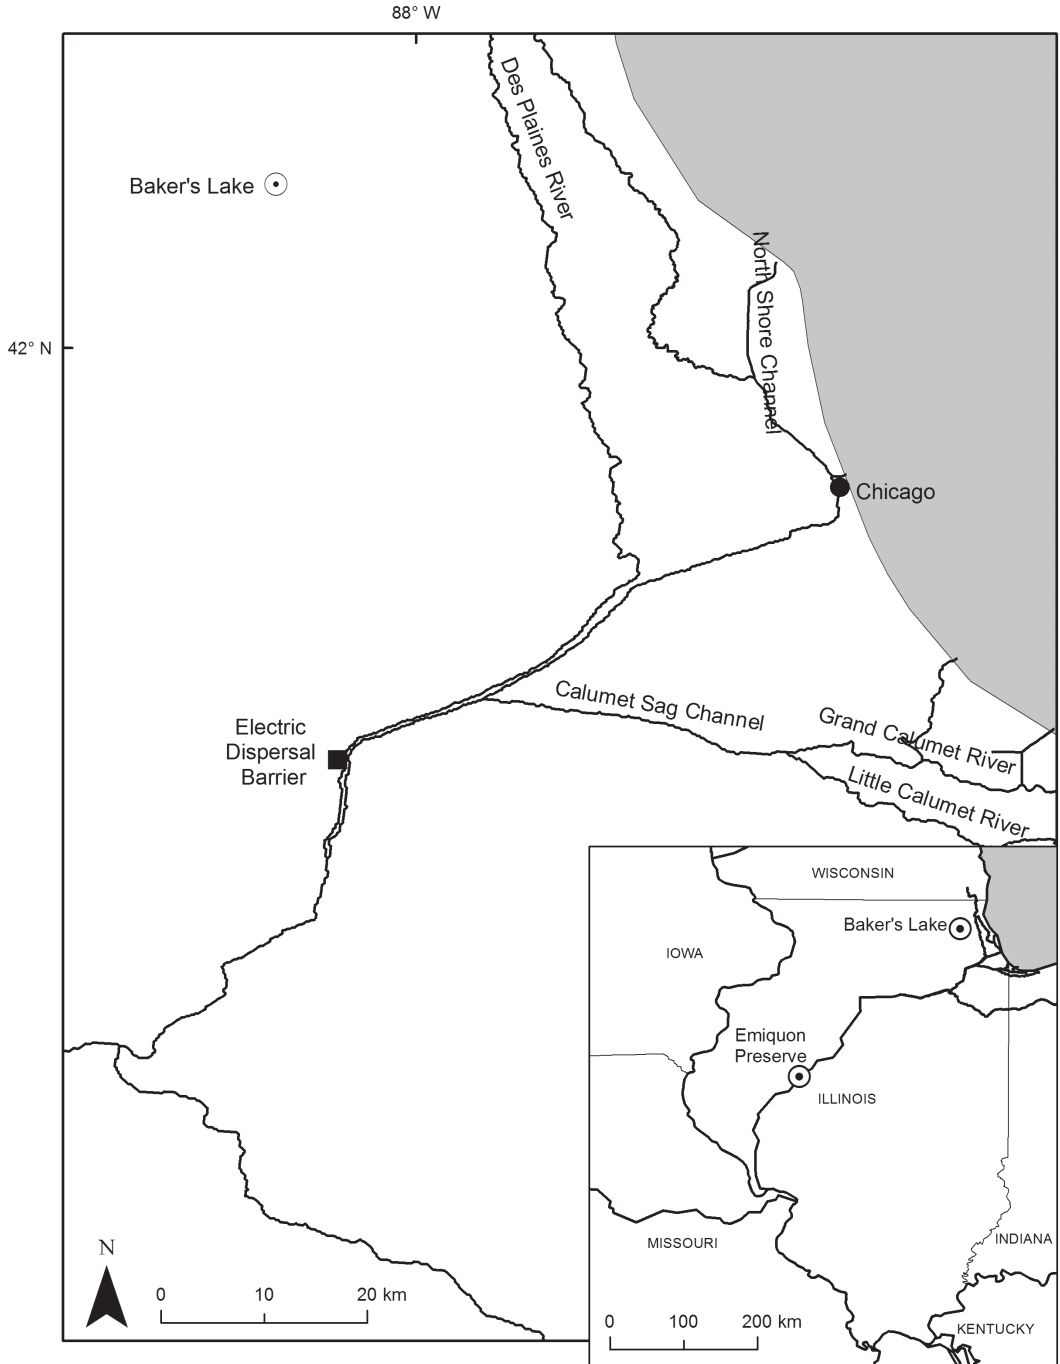 88° W
Des Plaines River
Baker's Lake
North Shore Channel
42° N
Chicago
Calumet Sag Channel
Grand Calumet River
Electric
Dispersal
Barrier
Little Calumet River
WISCONSIN
Baker's Lake
IOWA
Emiquon
Preserve
ILLINOIS
MISSOURI
INDIANA
KENTUCKY
0 100 200 km
N
0 10 20 km